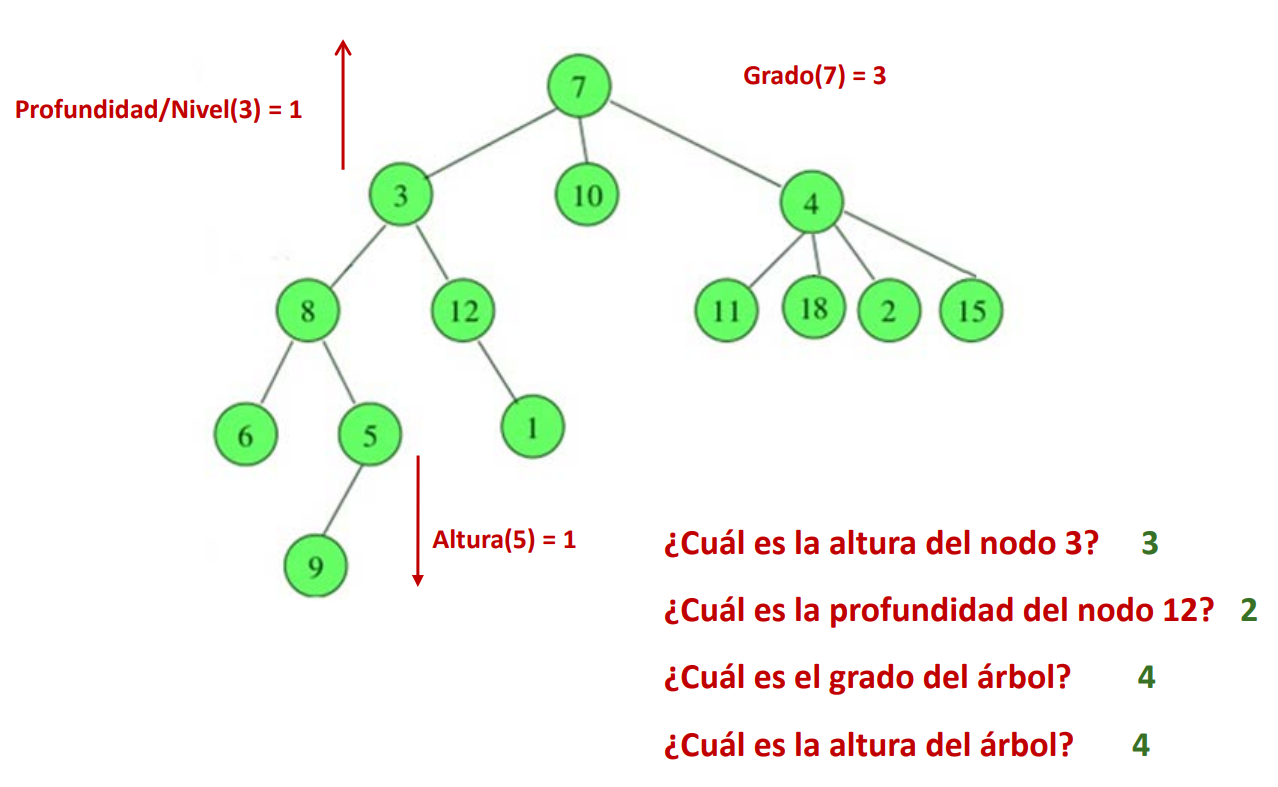 7
Grado(7) = 3
Profundidad/Nivel(3) = 1
3
10
4
8
12
11
18
2
15
6
5
1
9
Altura(5) = 1
¿Cuál es la altura del nodo 3? 3
¿Cuál es la profundidad del nodo 12? 2
¿Cuál es el grado del árbol? 4
¿Cuál es la altura del árbol? 4